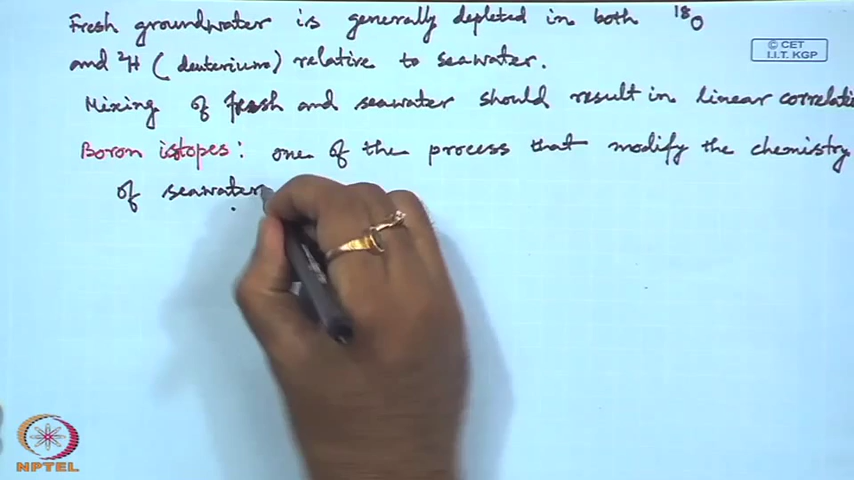 Fresh groundwater is generally depleted in both ¹⁸O
© CET
I.I.T. KGP
and ²H (deuterium) relative to seawater.
Mixing of fresh and seawater should result in linear correlati
Boron istopes: one of the process that modify the chemistry
of seawater
NPTEL